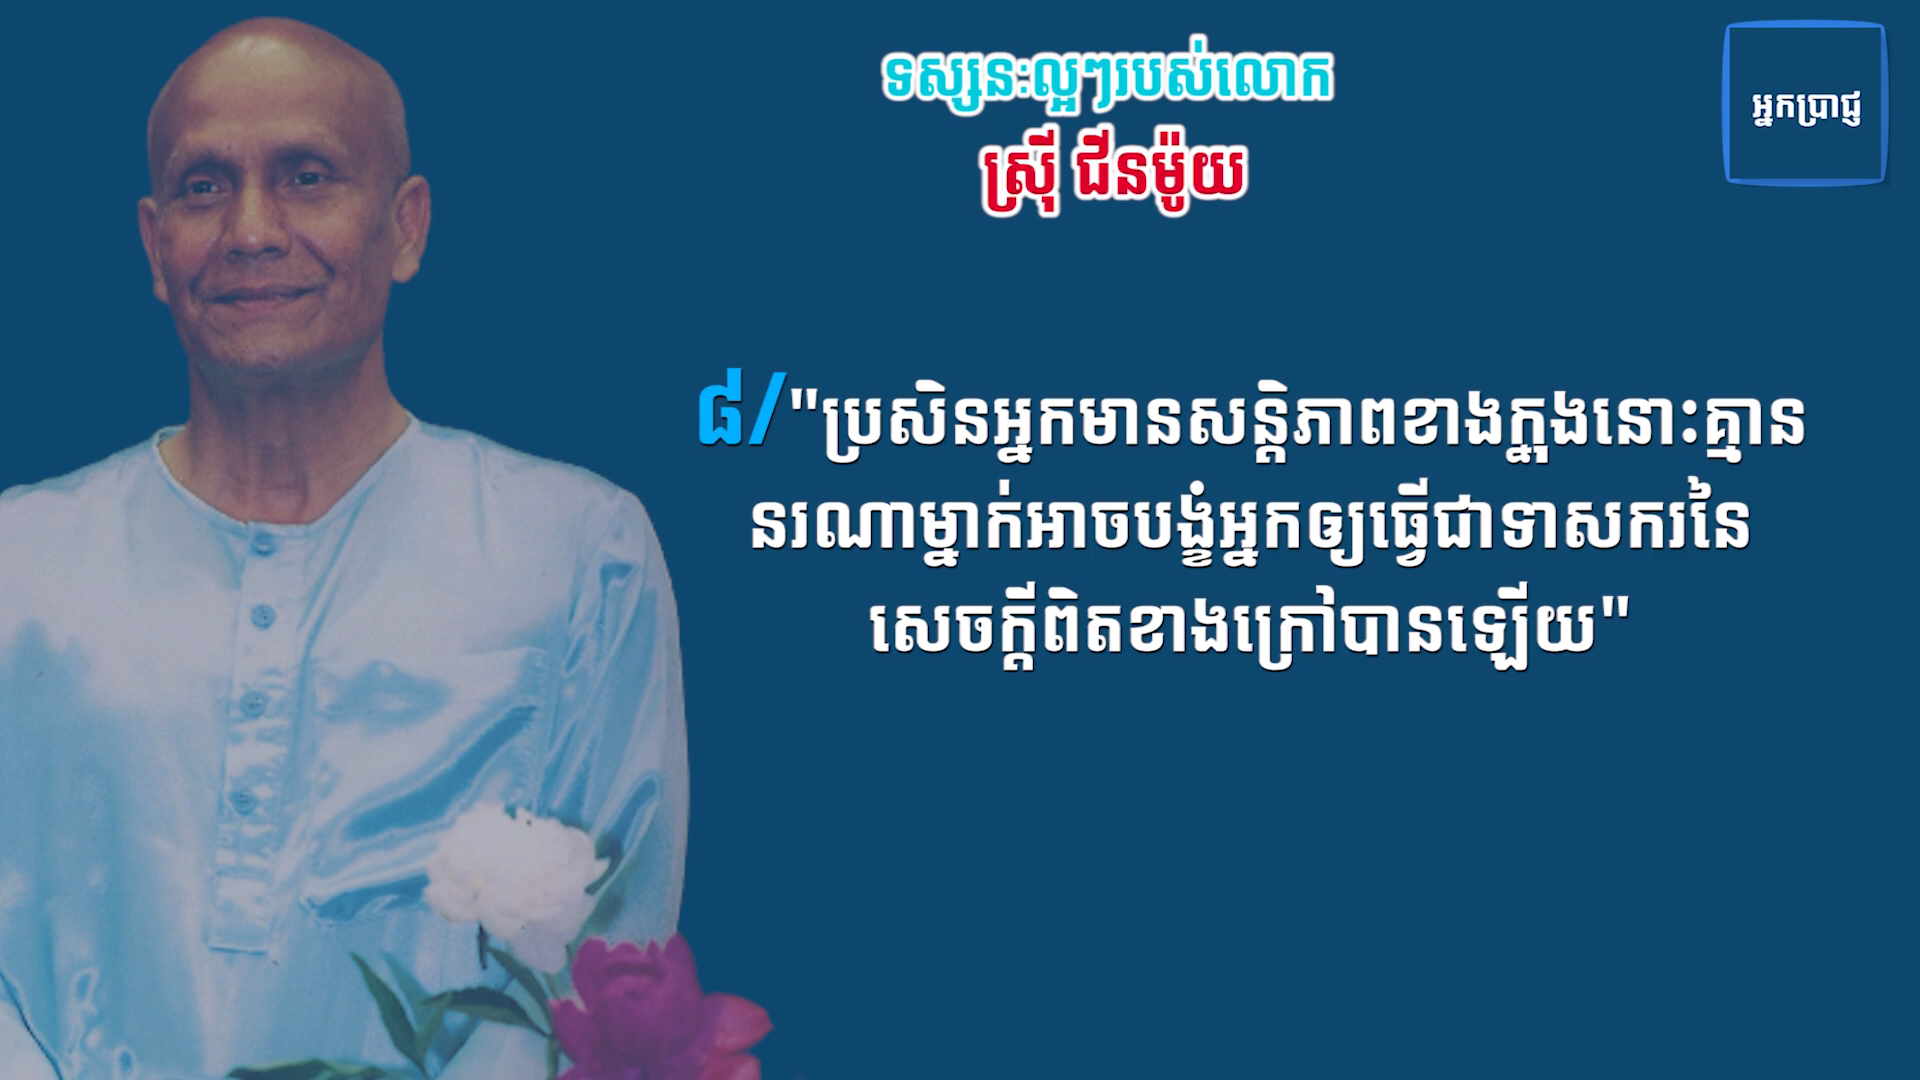 ទស្សនៈល្អៗរបស់លោក
ស្រ៊ី ជីនម៉ូយ
អ្នកប្រាជ្ញ
៨/"ប្រសិនអ្នកមានសន្តិភាពខាងក្នុងនោះគ្មាន
នរណាម្នាក់អាចបង្ខំអ្នកឲ្យធ្វើជាទាសករនៃ
សេចក្តីពិតខាងក្រៅបានឡើយ"